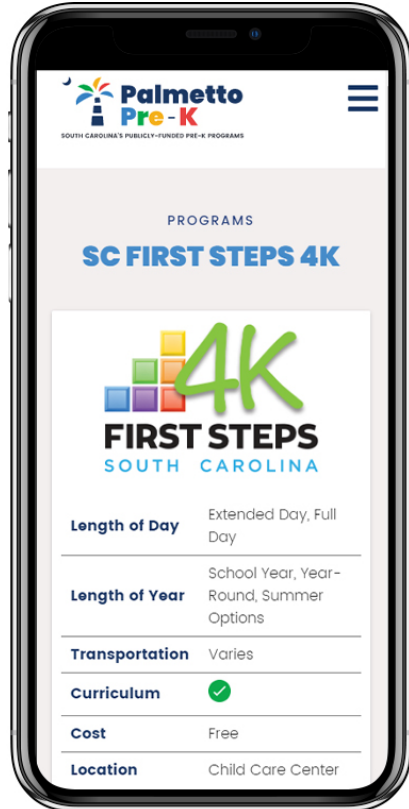 Palmetto
Pre-K
SOUTH CAROLINA'S PUBLICLY-FUNDED PRE-K PROGRAMS
PROGRAMS
SC FIRST STEPS 4K
4K
FIRST STEPS
SOUTH CAROLINA
Length of Day Extended Day, Full
Day
Length of Year School Year, Year-
Round, Summer
Options
Transportation Varies
Curriculum
Cost Free
Location Child Care Center